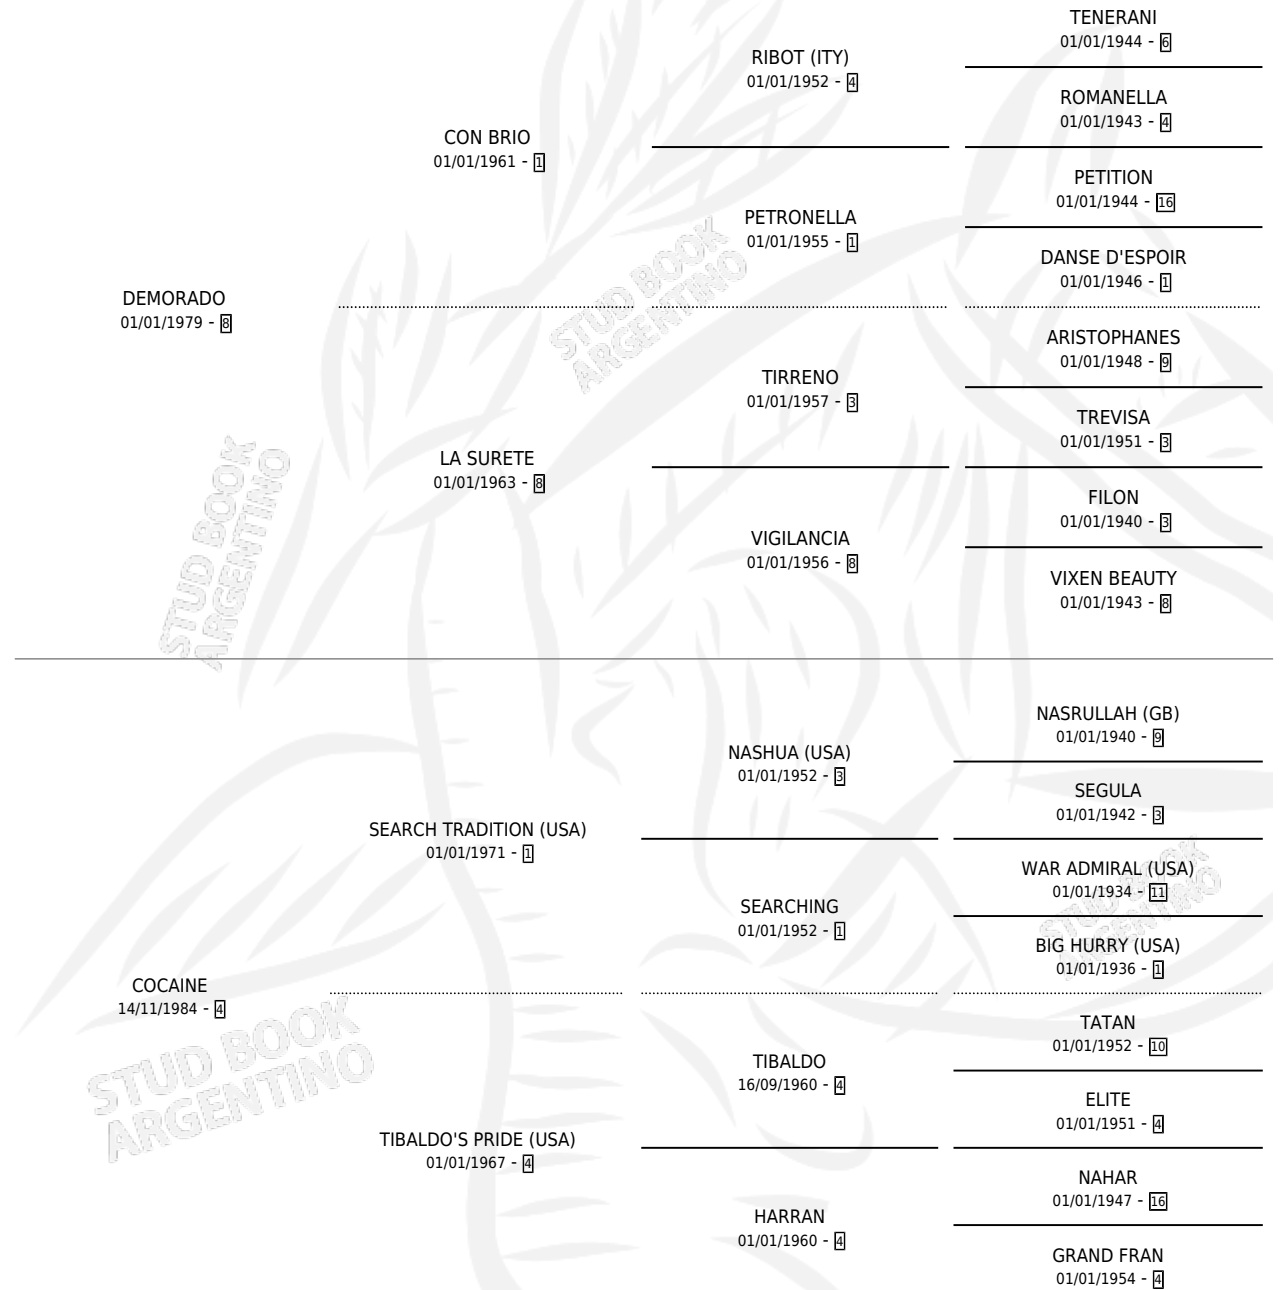 TENERANI
01/01/1944 - 6
RIBOT (ITY)
01/01/1952 - 4
ROMANELLA
01/01/1943 - 4
CON BRIO
01/01/1961 - 1
PETITION
01/01/1944 - 16
PETRONELLA
01/01/1955 - 1
DANSE D'ESPOIR
01/01/1946 - 1
DEMORADO
01/01/1979 - 8
ARISTOPHANES
01/01/1948 - 9
TIRRENO
01/01/1957 - 3
TREVISA
01/01/1951 - 3
LA SURETE
01/01/1963 - 8
FILON
01/01/1940 - 3
VIGILANCIA
01/01/1956 - 8
VIXEN BEAUTY
01/01/1943 - 8
STUD BOOK
ARGENTINO
STUD BOOK
ARGENTINO
NASRULLAH (GB)
01/01/1940 - 9
NASHUA (USA)
01/01/1952 - 3
SEGULA
01/01/1942 - 3
SEARCH TRADITION (USA)
01/01/1971 - 1
WAR ADMIRAL (USA)
01/01/1934 - 11
SEARCHING
01/01/1952 - 1
BIG HURRY (USA)
01/01/1936 - 1
COCAINE
14/11/1984 - 4
TATAN
01/01/1952 - 10
TIBALDO
16/09/1960 - 4
ELITE
01/01/1951 - 4
TIBALDO'S PRIDE (USA)
01/01/1967 - 4
NAHAR
01/01/1947 - 16
HARRAN
01/01/1960 - 4
GRAND FRAN
01/01/1954 - 4
STUD BOOK
ARGENTINO
STUD BOOK
ARGENTINO